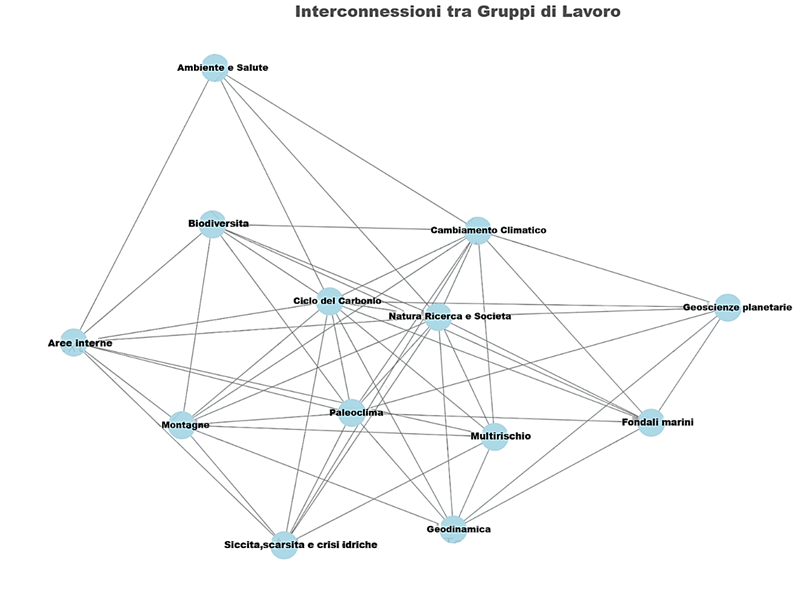 Interconnessioni tra Gruppi di Lavoro
Ambiente e Salute
Biodiversita
Cambiamento Climatico
Ciclo del Carbonio
Geoscienze planetarie
Natura Ricerca e Societa
Aree interne
Paleoclima
Montagne
Fondali marini
Multirischio
Geodinamica
Siccita,scarsita e crisi idriche